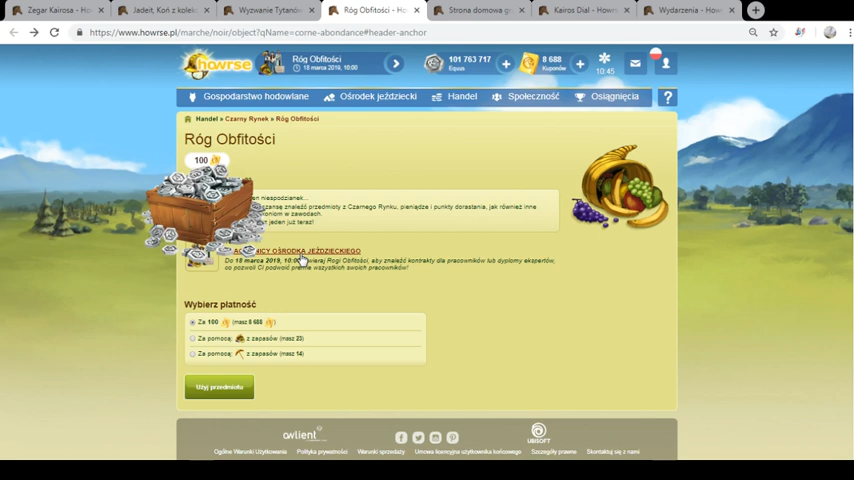 Zegar Kairosa - Ho
Jadeit, Koń z kolek
Wyzwanie Tytanów
Róg Obfitości - Ho
Strona domowa g
Kairos Dial - Howr
Wydarzenia - How
https://www.howrse.pl/marche/noir/object?qName=corne-abondance#header-anchor
howrse
Róg Obfitości
18 marca 2019, 10:00
101 763 717
Equus
8 688
Kuponów
10:45
Gospodarstwo hodowlane
Ośrodek jeździecki
Handel
Społeczność
Osiągnięcia
?
Handel » Czarny Rynek » Róg Obfitości
Róg Obfitości
100
niespodzianek...
znaleźć przedmioty z Czarnego Rynku, pieniądze i punkty dorastania, jak również inne
w zawodach.
jeden już teraz!
OŚRODKA JEŹDZIECKIEGO
Do 18 marca 2019, 10:00 Rogi Obfitości, aby znaleźć kontrakty dla pracowników lub dyplomy ekspertów,
co pozwoli Ci podwoić premie wszystkich swoich pracowników!
Wybierz płatność
Za 100 (masz 8 688 )
Za pomocą: z zapasów (masz 23)
Za pomocą: z zapasów (masz 14)
Użyj przedmiotu
owlient
UBISOFT
Ogólne Warunki Użytkowania
Polityka prywatności
Warunki sprzedaży
Umowa licencyjna użytkownika końcowego
Szczegóły prawne
Skontaktuj się z nami